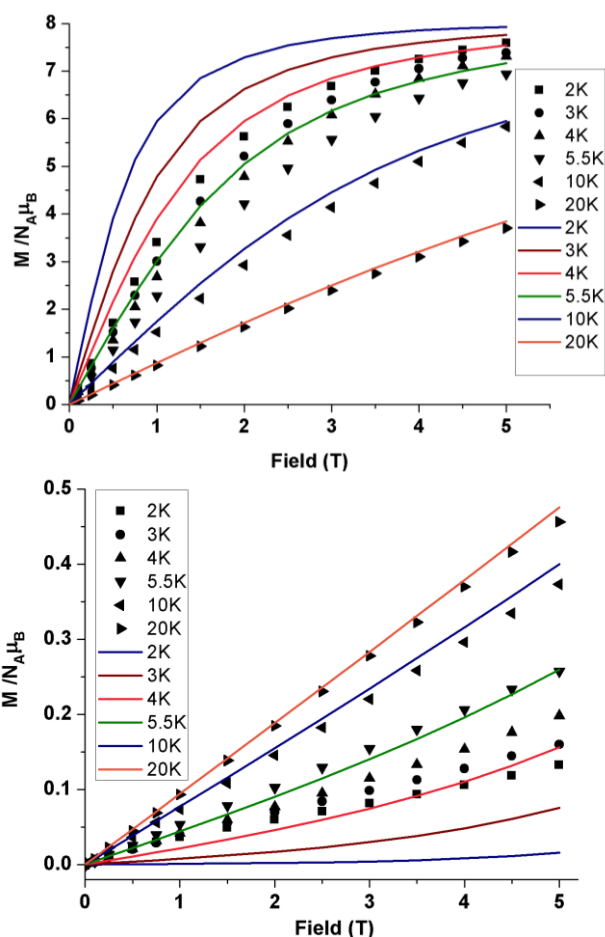 8
7
6
5
4
3
2
1
0
M /N_Aμ_B
2K
3K
4K
5.5K
10K
20K
2K
3K
4K
5.5K
10K
20K
0 1 2 3 4 5
Field (T)
0.5
0.4
0.3
0.2
0.1
0.0
M /N_Aμ_B
2K
3K
4K
5.5K
10K
20K
2K
3K
4K
5.5K
10K
20K
0 1 2 3 4 5
Field (T)